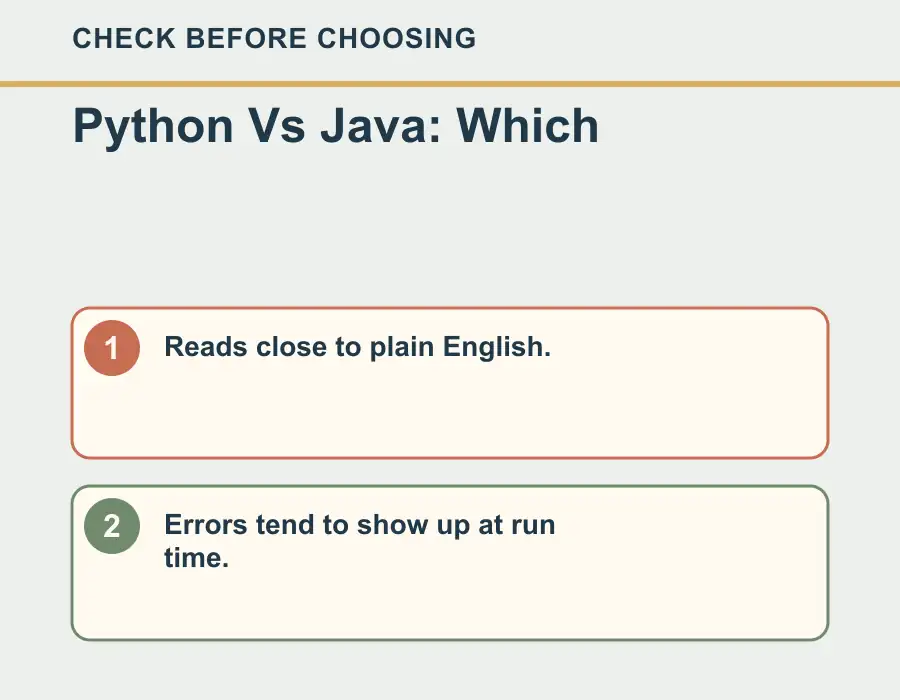 CHECK BEFORE CHOOSING
Python Vs Java: Which
1
Reads close to plain English.
2
Errors tend to show up at run
time.